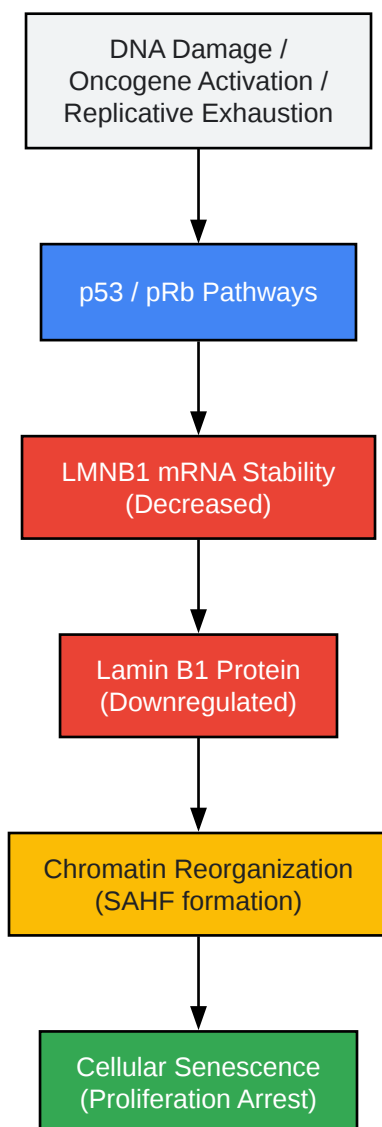 DNA Damage /
Oncogene Activation /
Replicative Exhaustion
p53 / pRb Pathways
LMNB1 mRNA Stability
(Decreased)
Lamin B1 Protein
(Downregulated)
Chromatin Reorganization
(SAHF formation)
Cellular Senescence
(Proliferation Arrest)